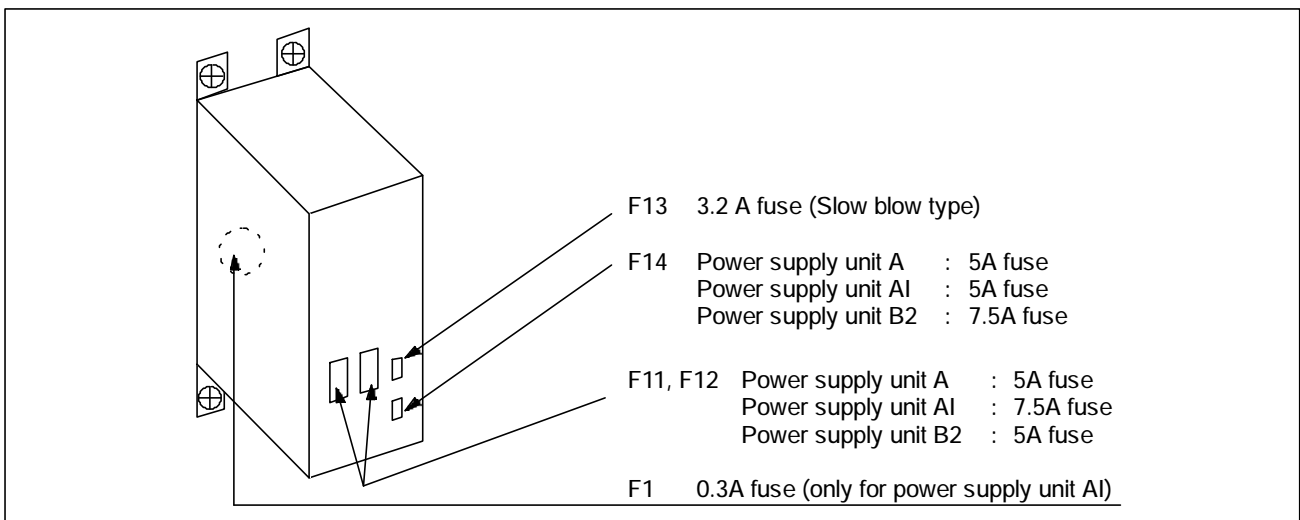 F13 3.2 A fuse (Slow blow type)
F14 Power supply unit A : 5A fuse
Power supply unit AI : 5A fuse
Power supply unit B2 : 7.5A fuse
F11, F12 Power supply unit A : 5A fuse
Power supply unit AI : 7.5A fuse
Power supply unit B2 : 5A fuse
F1 0.3A fuse (only for power supply unit AI)